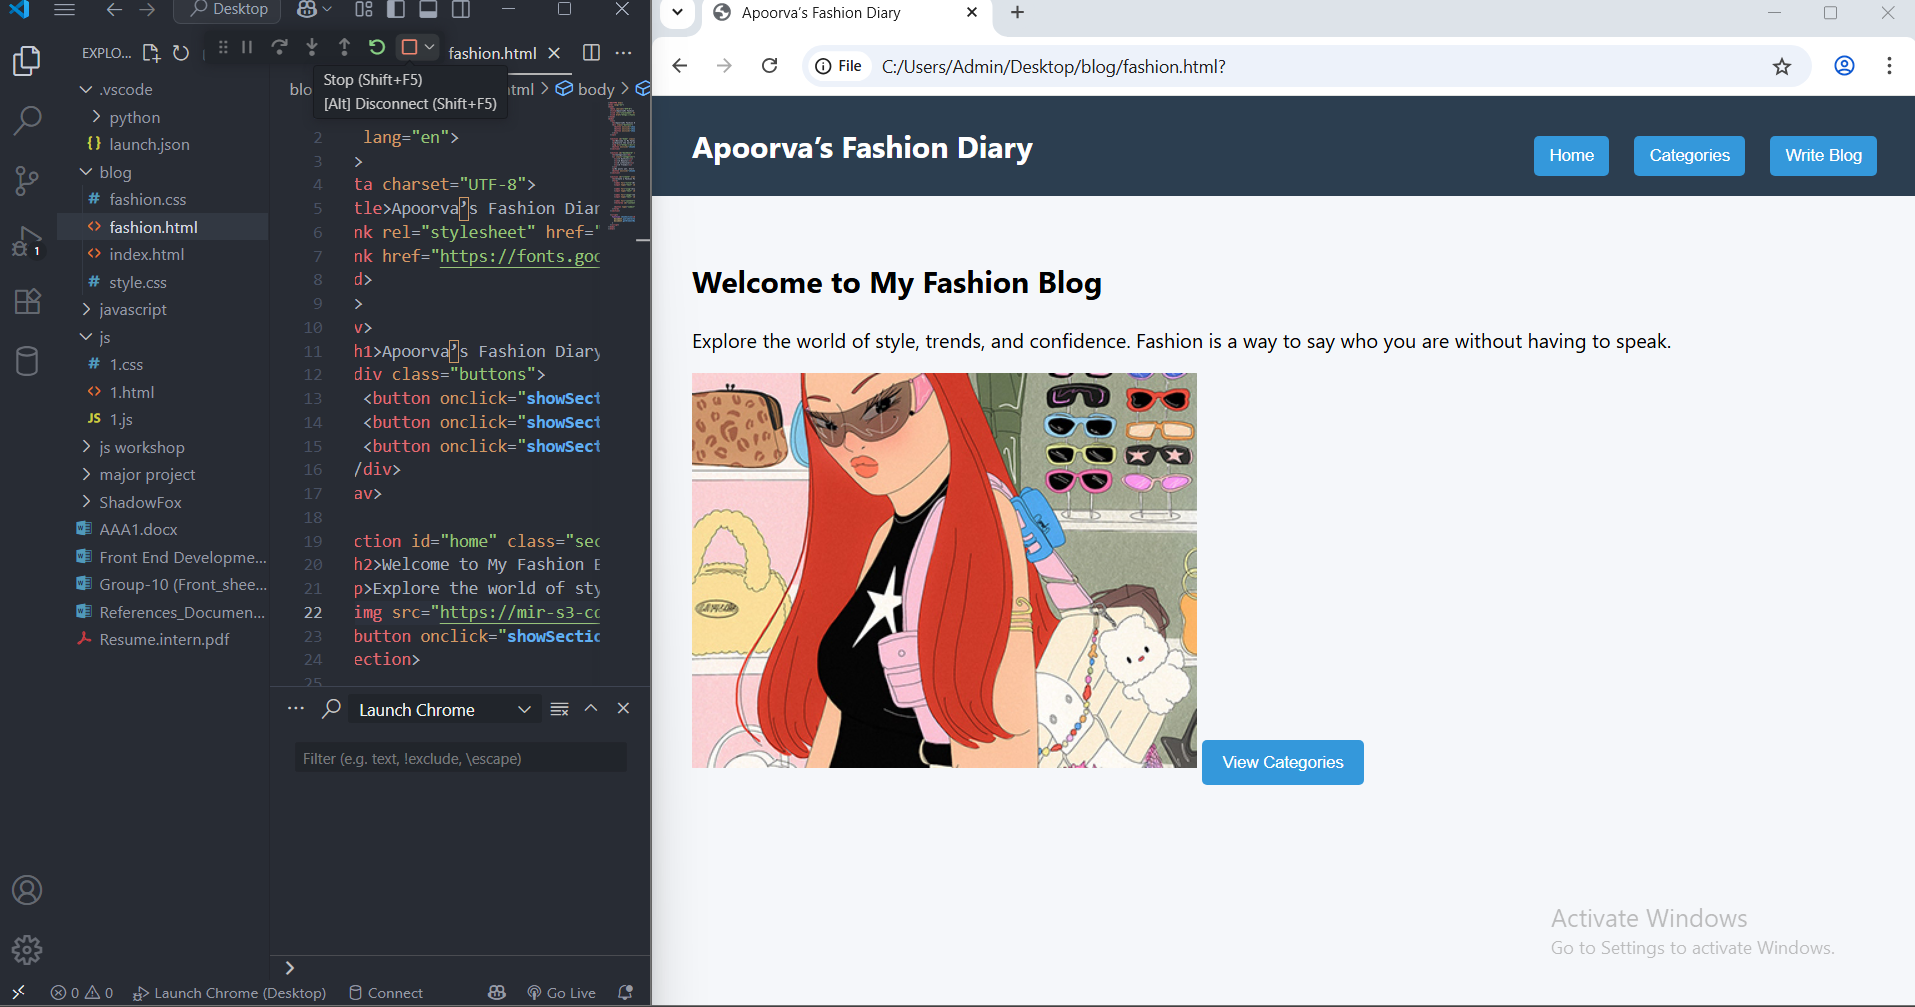 Desktop
EXPLO...
fashion.html
Stop (Shift+F5)
[Alt] Disconnect (Shift+F5)
blo
tml > body >
.vscode
python
launch.json
blog
fashion.css
fashion.html
index.html
style.css
javascript
js
1.css
1.html
1.js
js workshop
major project
ShadowFox
AAA1.docx
Front End Developme...
Group-10 (Front_shee...
References_Documen...
Resume.intern.pdf
1
2 lang="en">
3 >
4 ta charset="UTF-8">
5 tle>Apoorva’s Fashion Diar
6 nk rel="stylesheet" href="
7 nk href="https://fonts.goo
8 d>
9 >
10 v>
11 h1>Apoorva’s Fashion Diary
12 div class="buttons">
13 <button onclick="showSect
14 <button onclick="showSect
15 <button onclick="showSect
16 /div>
17 av>
18
19 ction id="home" class="sec
20 h2>Welcome to My Fashion B
21 p>Explore the world of sty
22 img src="https://mir-s3-cd
23 button onclick="showSectio
24 ection>
25
Launch Chrome
Filter (e.g. text, !exclude, \escape)
0 0 Launch Chrome (Desktop) Connect Go Live
Apoorva’s Fashion Diary
File C:/Users/Admin/Desktop/blog/fashion.html?
Apoorva’s Fashion Diary
Home Categories Write Blog
Welcome to My Fashion Blog
Explore the world of style, trends, and confidence. Fashion is a way to say who you are without having to speak.
View Categories
Activate Windows
Go to Settings to activate Windows.